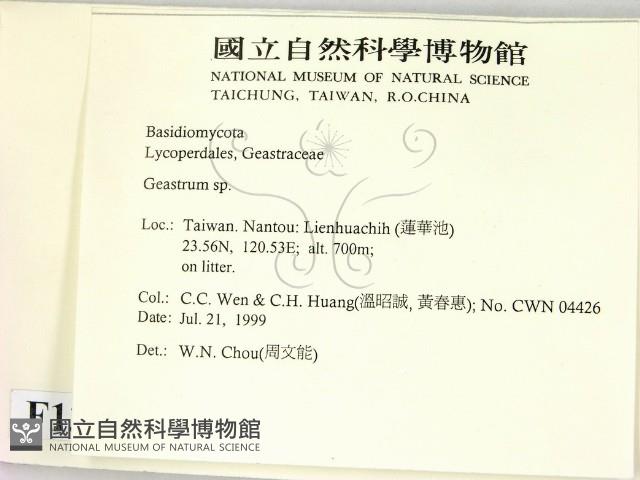 國立自然科學博物館
NATIONAL MUSEUM OF NATURAL SCIENCE
TAICHUNG, TAIWAN, R.O.CHINA
Basidiomycota
Lycoperdales, Geastraceae
Geastrum sp.
Loc.: Taiwan. Nantou: Lienhuachih (蓮華池)
23.56N, 120.53E; alt. 700m;
on litter.
Col.: C.C. Wen & C.H. Huang(溫昭誠, 黃春惠); No. CWN 04426
Date: Jul. 21, 1999
Det.: W.N. Chou(周文能)
國立自然科學博物館
NATIONAL MUSEUM OF NATURAL SCIENCE